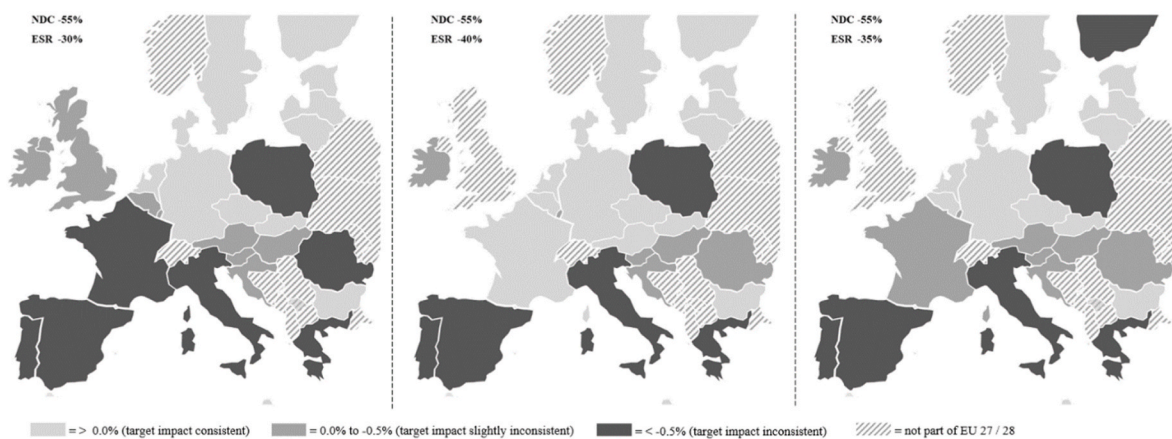 NDC -55%
ESR -30%
NDC -55%
ESR -40%
NDC -55%
ESR -35%
= > 0.0% (target impact consistent) = 0.0% to -0.5% (target impact slightly inconsistent) = < -0.5% (target impact inconsistent) = not part of EU 27 / 28